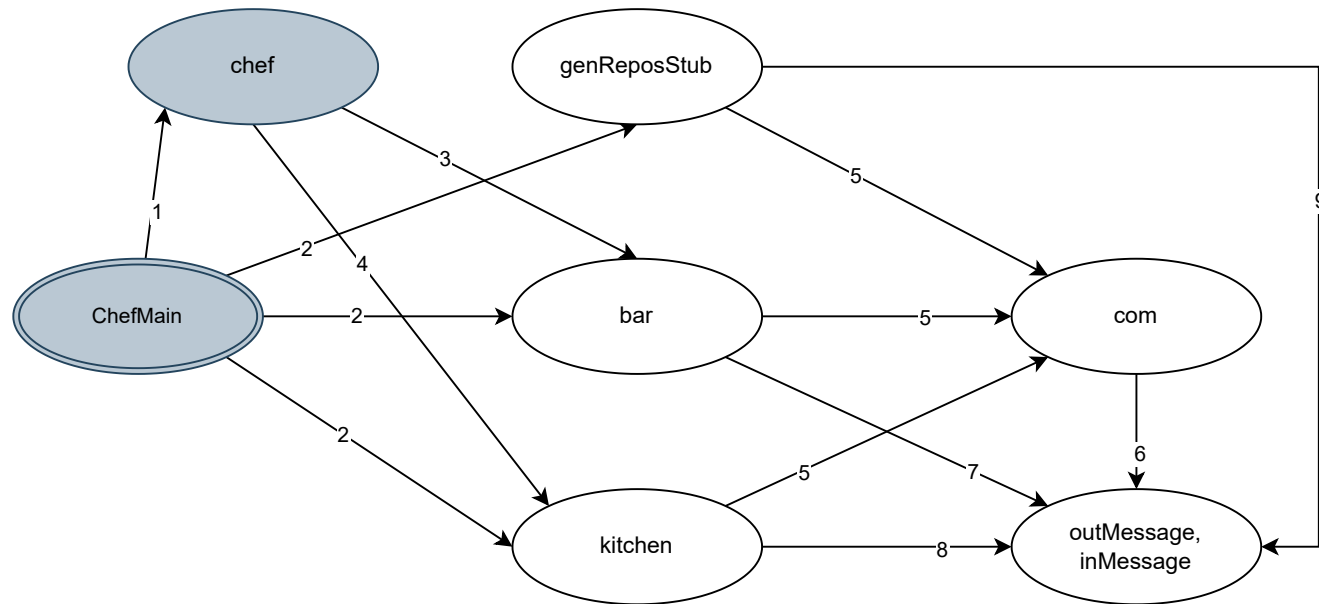 chef
genReposStub
3
5
9
1
2
4
ChefMain
2
bar
5
com
2
5
7
6
kitchen
8
outMessage,
inMessage